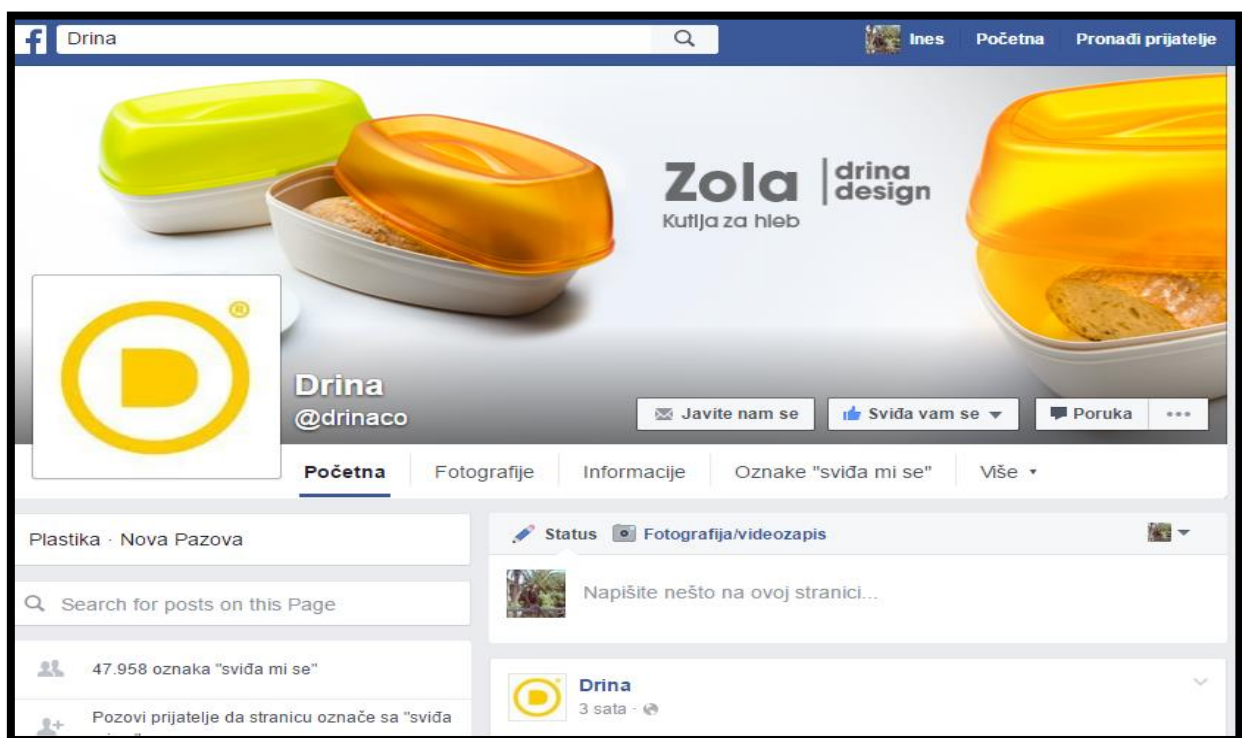 f Drina Ines Početna Pronađi prijatelje
Zola drina
design
Kutija za hleb
D ®
Drina
@drinaco
Javite nam se Sviđa vam se Poruka
Početna Fotografije Informacije Oznake "sviđa mi se" Više
Plastika · Nova Pazova
Search for posts on this Page
47.958 oznaka "sviđa mi se"
Pozovi prijatelje da stranicu označe sa "sviđa
Status Fotografija/videozapis
Napišite nešto na ovoj stranici...
Drina
3 sata ·